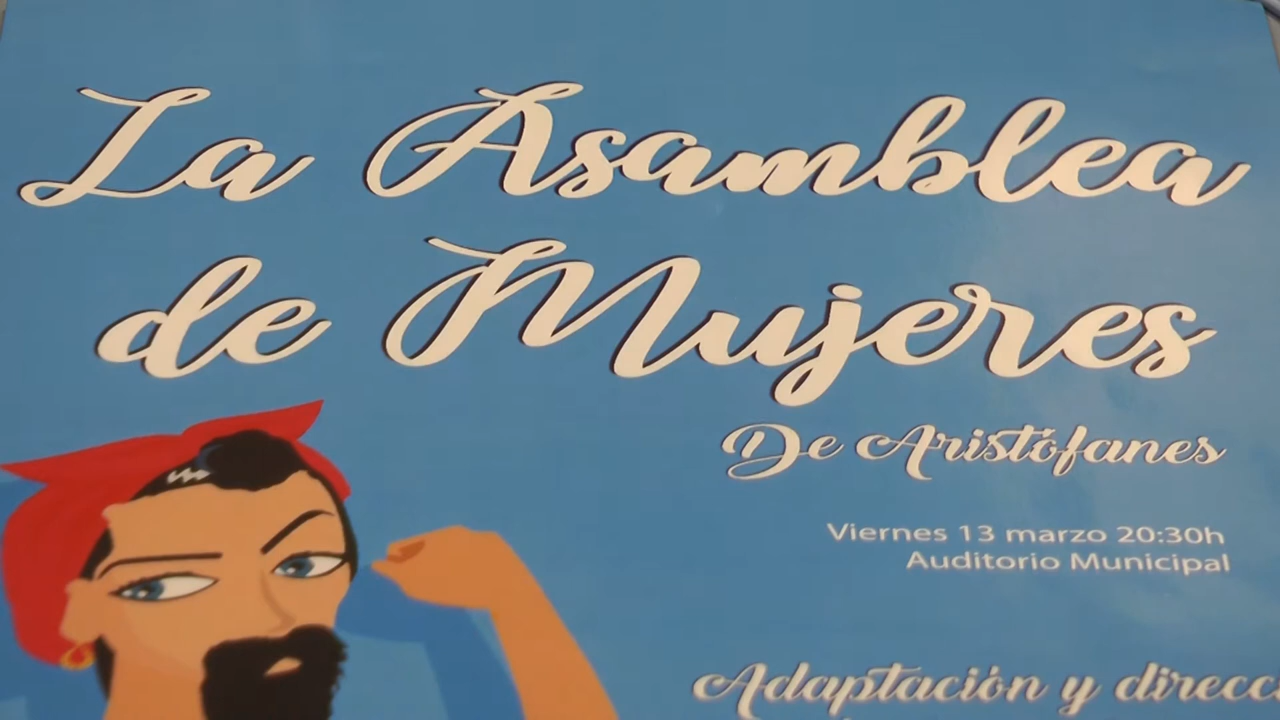 La Asamblea
de Mujeres
De Aristófanes
Viernes 13 marzo 20:30h
Auditorio Municipal
Adaptación y direcc